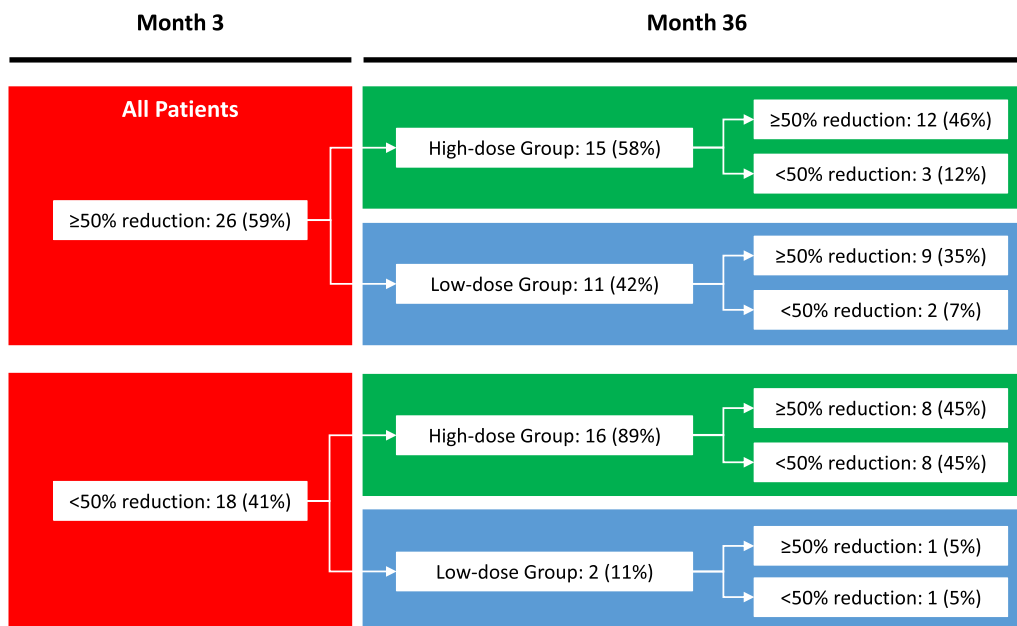 Month 3
Month 36
All Patients
≥50% reduction: 26 (59%)
High-dose Group: 15 (58%)
≥50% reduction: 12 (46%)
<50% reduction: 3 (12%)
Low-dose Group: 11 (42%)
≥50% reduction: 9 (35%)
<50% reduction: 2 (7%)
<50% reduction: 18 (41%)
High-dose Group: 16 (89%)
≥50% reduction: 8 (45%)
<50% reduction: 8 (45%)
Low-dose Group: 2 (11%)
≥50% reduction: 1 (5%)
<50% reduction: 1 (5%)